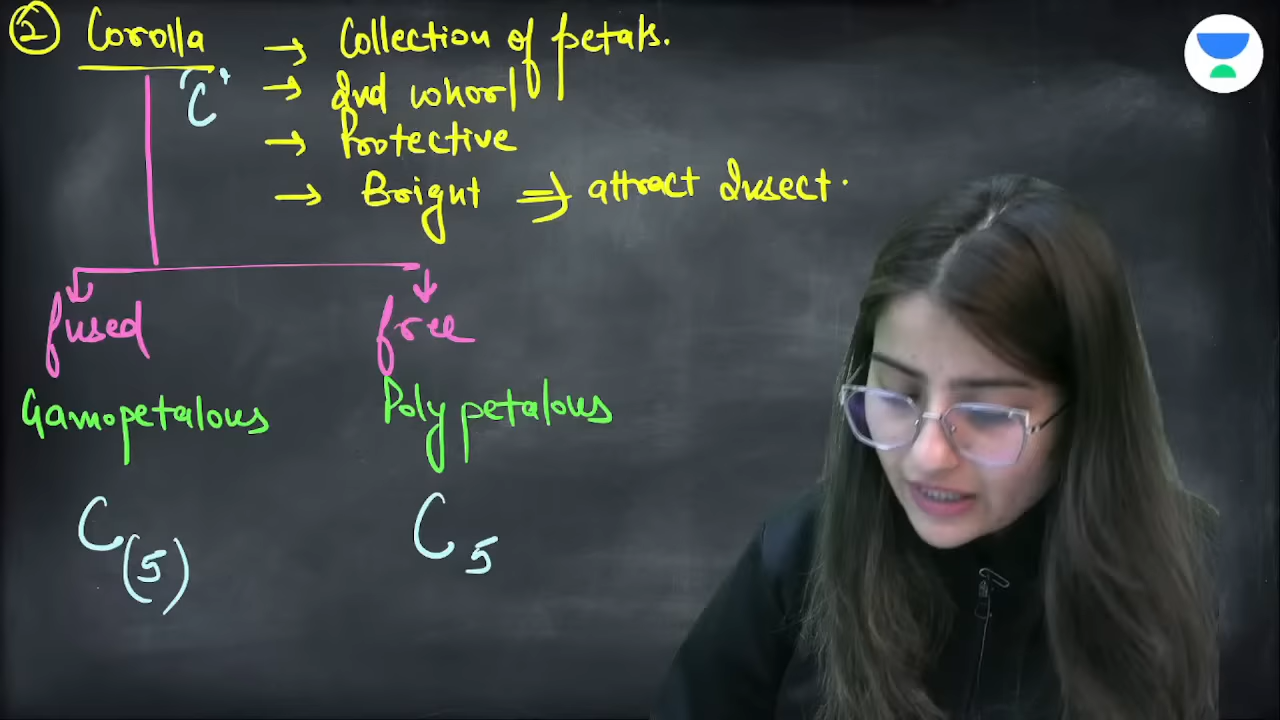 ② Corolla → Collection of petals.
"C"
→ 2nd whorl
→ Protective
→ Bright ⇒ attract Insect.
fused free
Gamopetalous Polypetalous
C(5) C5